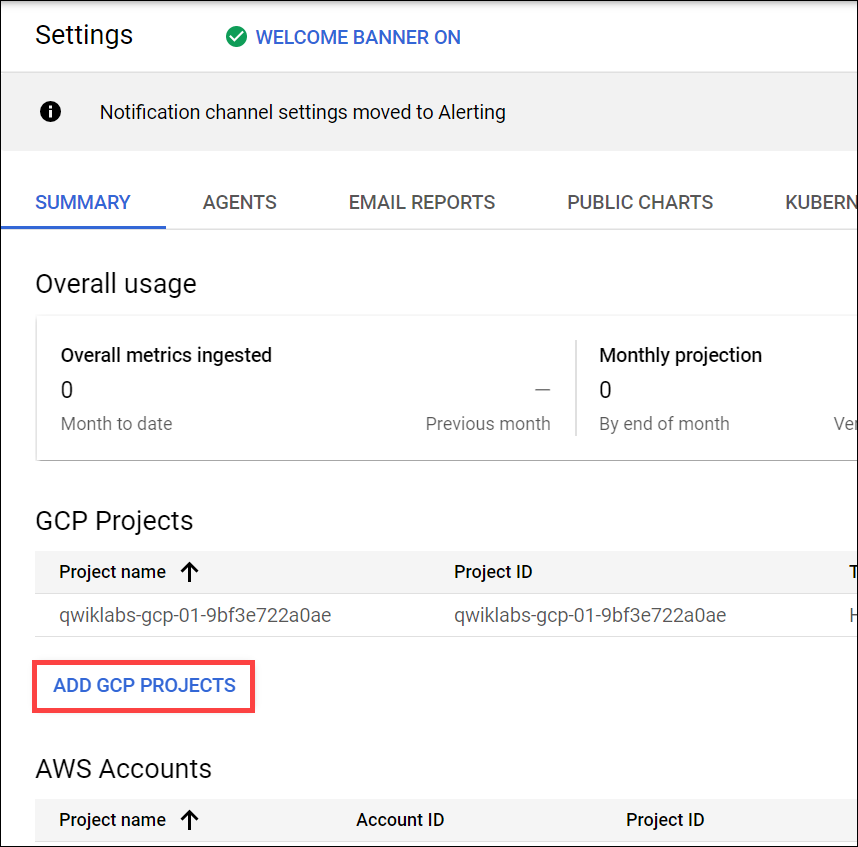 Settings
WELCOME BANNER ON
Notification channel settings moved to Alerting
SUMMARY AGENTS EMAIL REPORTS PUBLIC CHARTS KUBERN
Overall usage
Overall metrics ingested Monthly projection
0 — 0
Month to date Previous month By end of month Ver
GCP Projects
Project name Project ID T
qwiklabs-gcp-01-9bf3e722a0ae qwiklabs-gcp-01-9bf3e722a0ae H
ADD GCP PROJECTS
AWS Accounts
Project name Account ID Project ID